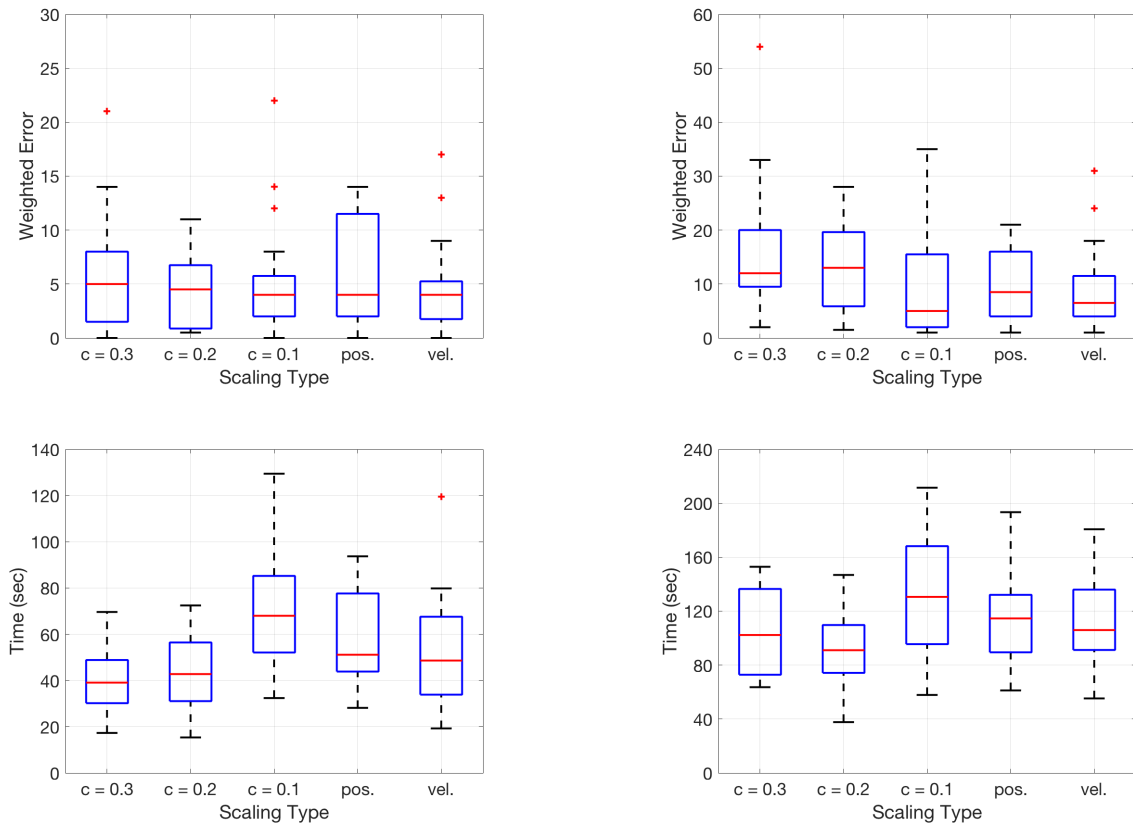 30
25
20
15
10
5
0
Weighted Error
c = 0.3 c = 0.2 c = 0.1 pos. vel.
Scaling Type
60
50
40
30
20
10
0
Weighted Error
c = 0.3 c = 0.2 c = 0.1 pos. vel.
Scaling Type
140
120
100
80
60
40
20
0
Time (sec)
c = 0.3 c = 0.2 c = 0.1 pos. vel.
Scaling Type
240
200
160
120
80
40
0
Time (sec)
c = 0.3 c = 0.2 c = 0.1 pos. vel.
Scaling Type